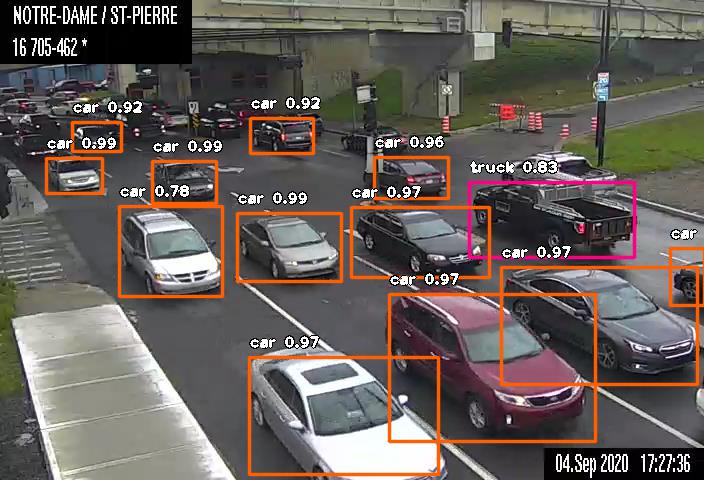 NOTRE-DAME / ST-PIERRE
16 705-462 *
car 0.92
car 0.92
car 0.99
car 0.99
car 0.96
truck 0.83
car 0.78
car 0.99
car 0.97
car
car 0.97
car 0.97
car 0.97
04.Sep 2020 17:27:36